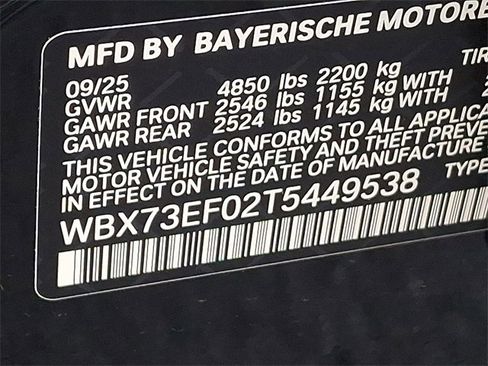 MFD BY BAYERISCHE MOTORE
09/25
GVWR 4850 lbs 2200 kg TIR
GAWR FRONT 2546 lbs 1155 kg WITH
GAWR REAR 2524 lbs 1145 kg WITH
THIS VEHICLE CONFORMS TO ALL APPLICA
MOTOR VEHICLE SAFETY AND THEFT PREVE
IN EFFECT ON THE DATE OF MANUFACTURE
WBX73EF02T5449538 TYPE